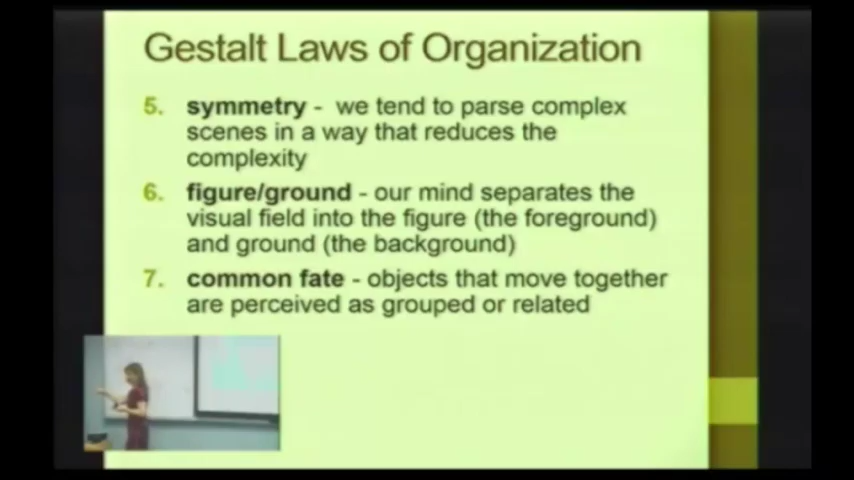 Gestalt Laws of Organization
5. symmetry - we tend to parse complex
scenes in a way that reduces the
complexity
6. figure/ground - our mind separates the
visual field into the figure (the foreground)
and ground (the background)
7. common fate - objects that move together
are perceived as grouped or related